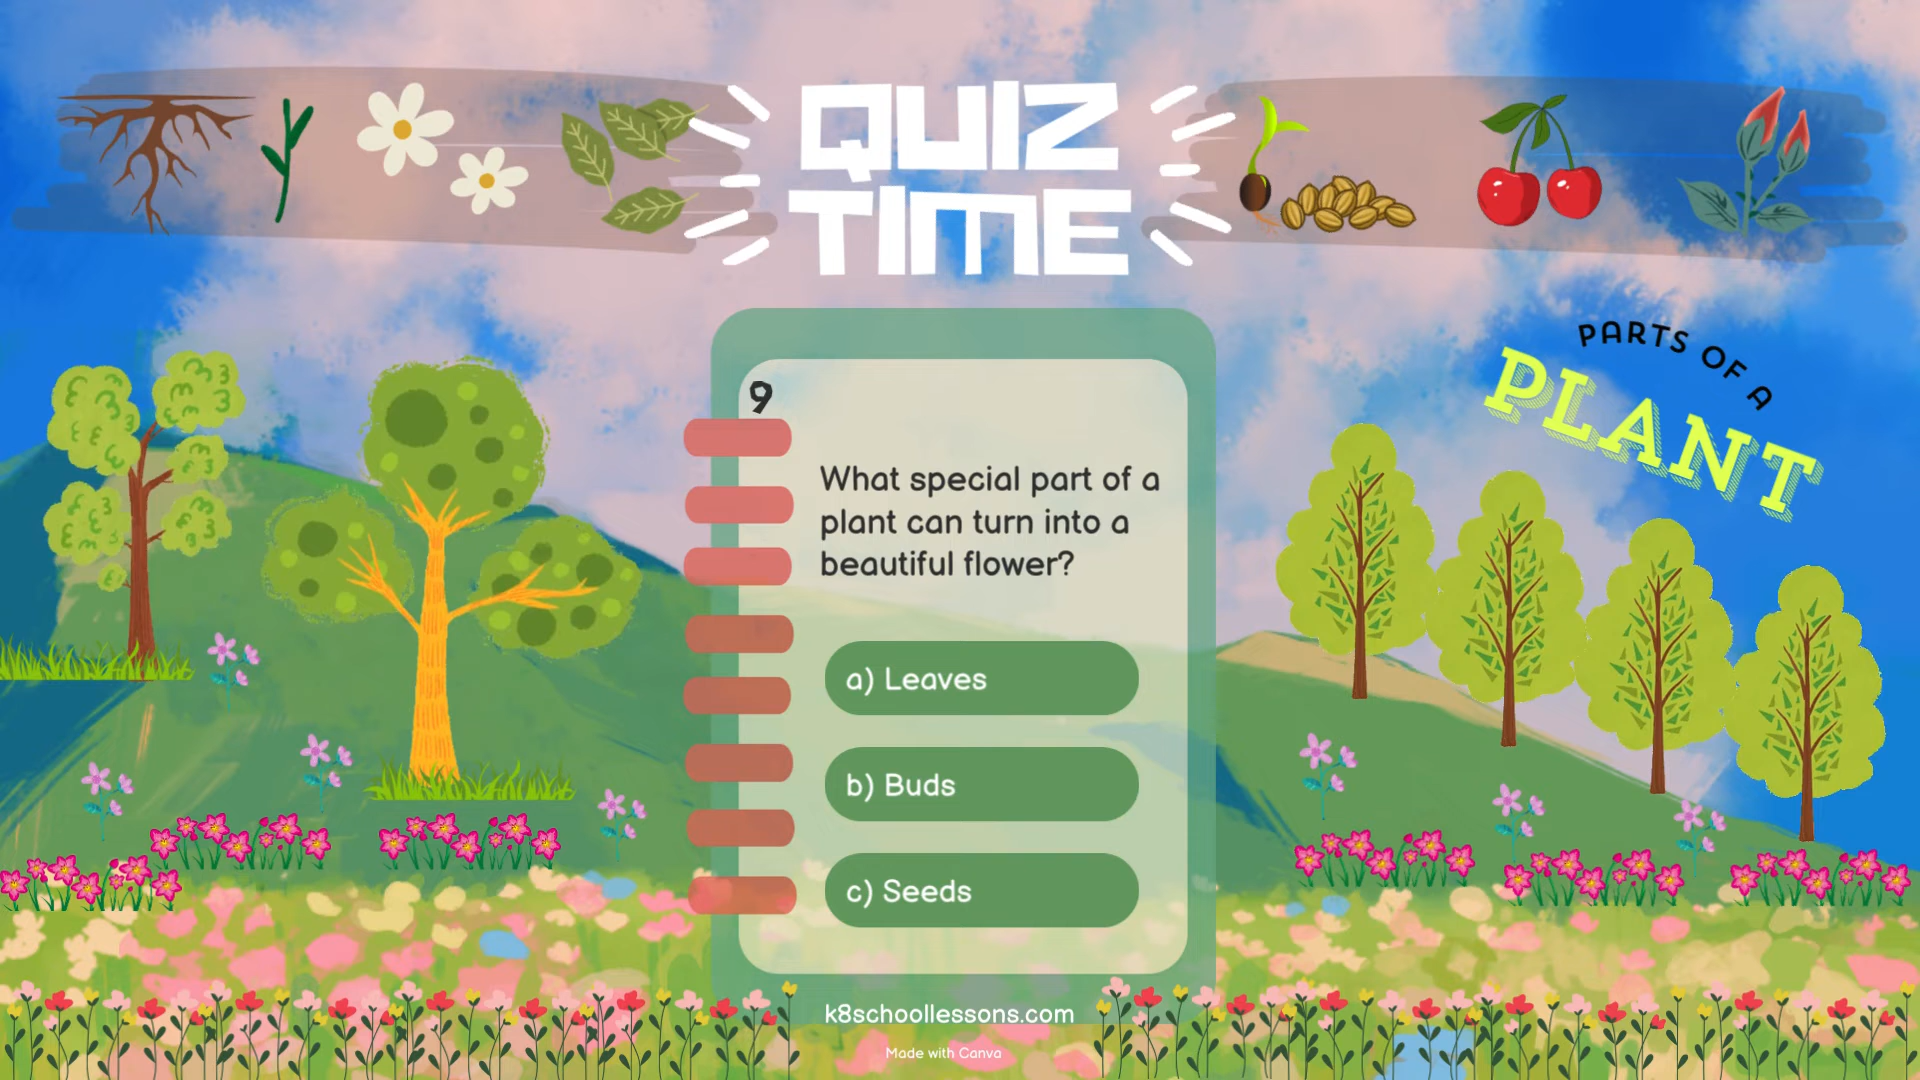 QUIZ
TIME
PARTS OF A
PLANT
9
What special part of a
plant can turn into a
beautiful flower?
a) Leaves
b) Buds
c) Seeds
k8schoollessons.com
Made with Canva